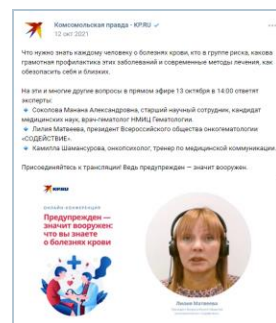 Комсомольская правда - KP.RU
12 окт 2021
Что нужно знать каждому человеку о болезнях крови, кто в группе риска, какова
грамотная профилактика этих заболеваний и современные методы лечения, как
обезопасить себя и близких.
На эти и многие другие вопросы в прямом эфире 13 октября в 14:00 ответят
эксперты:
Соколова Манана Александровна, старший научный сотрудник, кандидат
медицинских наук, врач-гематолог НМИЦ Гематологии.
Лилия Матвеева, президент Всероссийского общества онкогематологии
«СОДЕЙСТВИЕ».
Камилла Шамансурова, онкопсихолог, тренер по медицинской коммуникации.
Присоединяйтесь к трансляции! Ведь предупрежден — значит вооружен.
KP.RU
ОНЛАЙН-КОНФЕРЕНЦИЯ
Предупрежден —
значит вооружен:
что вы знаете
о болезнях крови
Лилия Матвеева